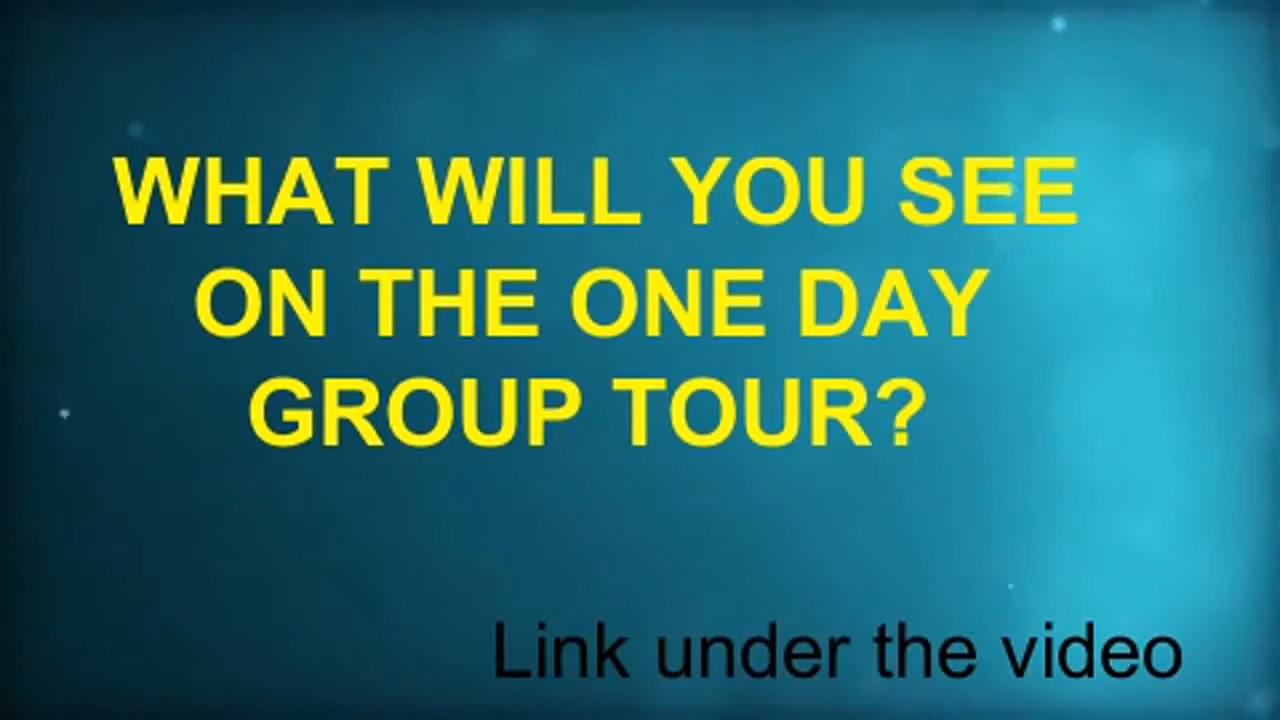 WHAT WILL YOU SEE
ON THE ONE DAY
GROUP TOUR?
Link under the video